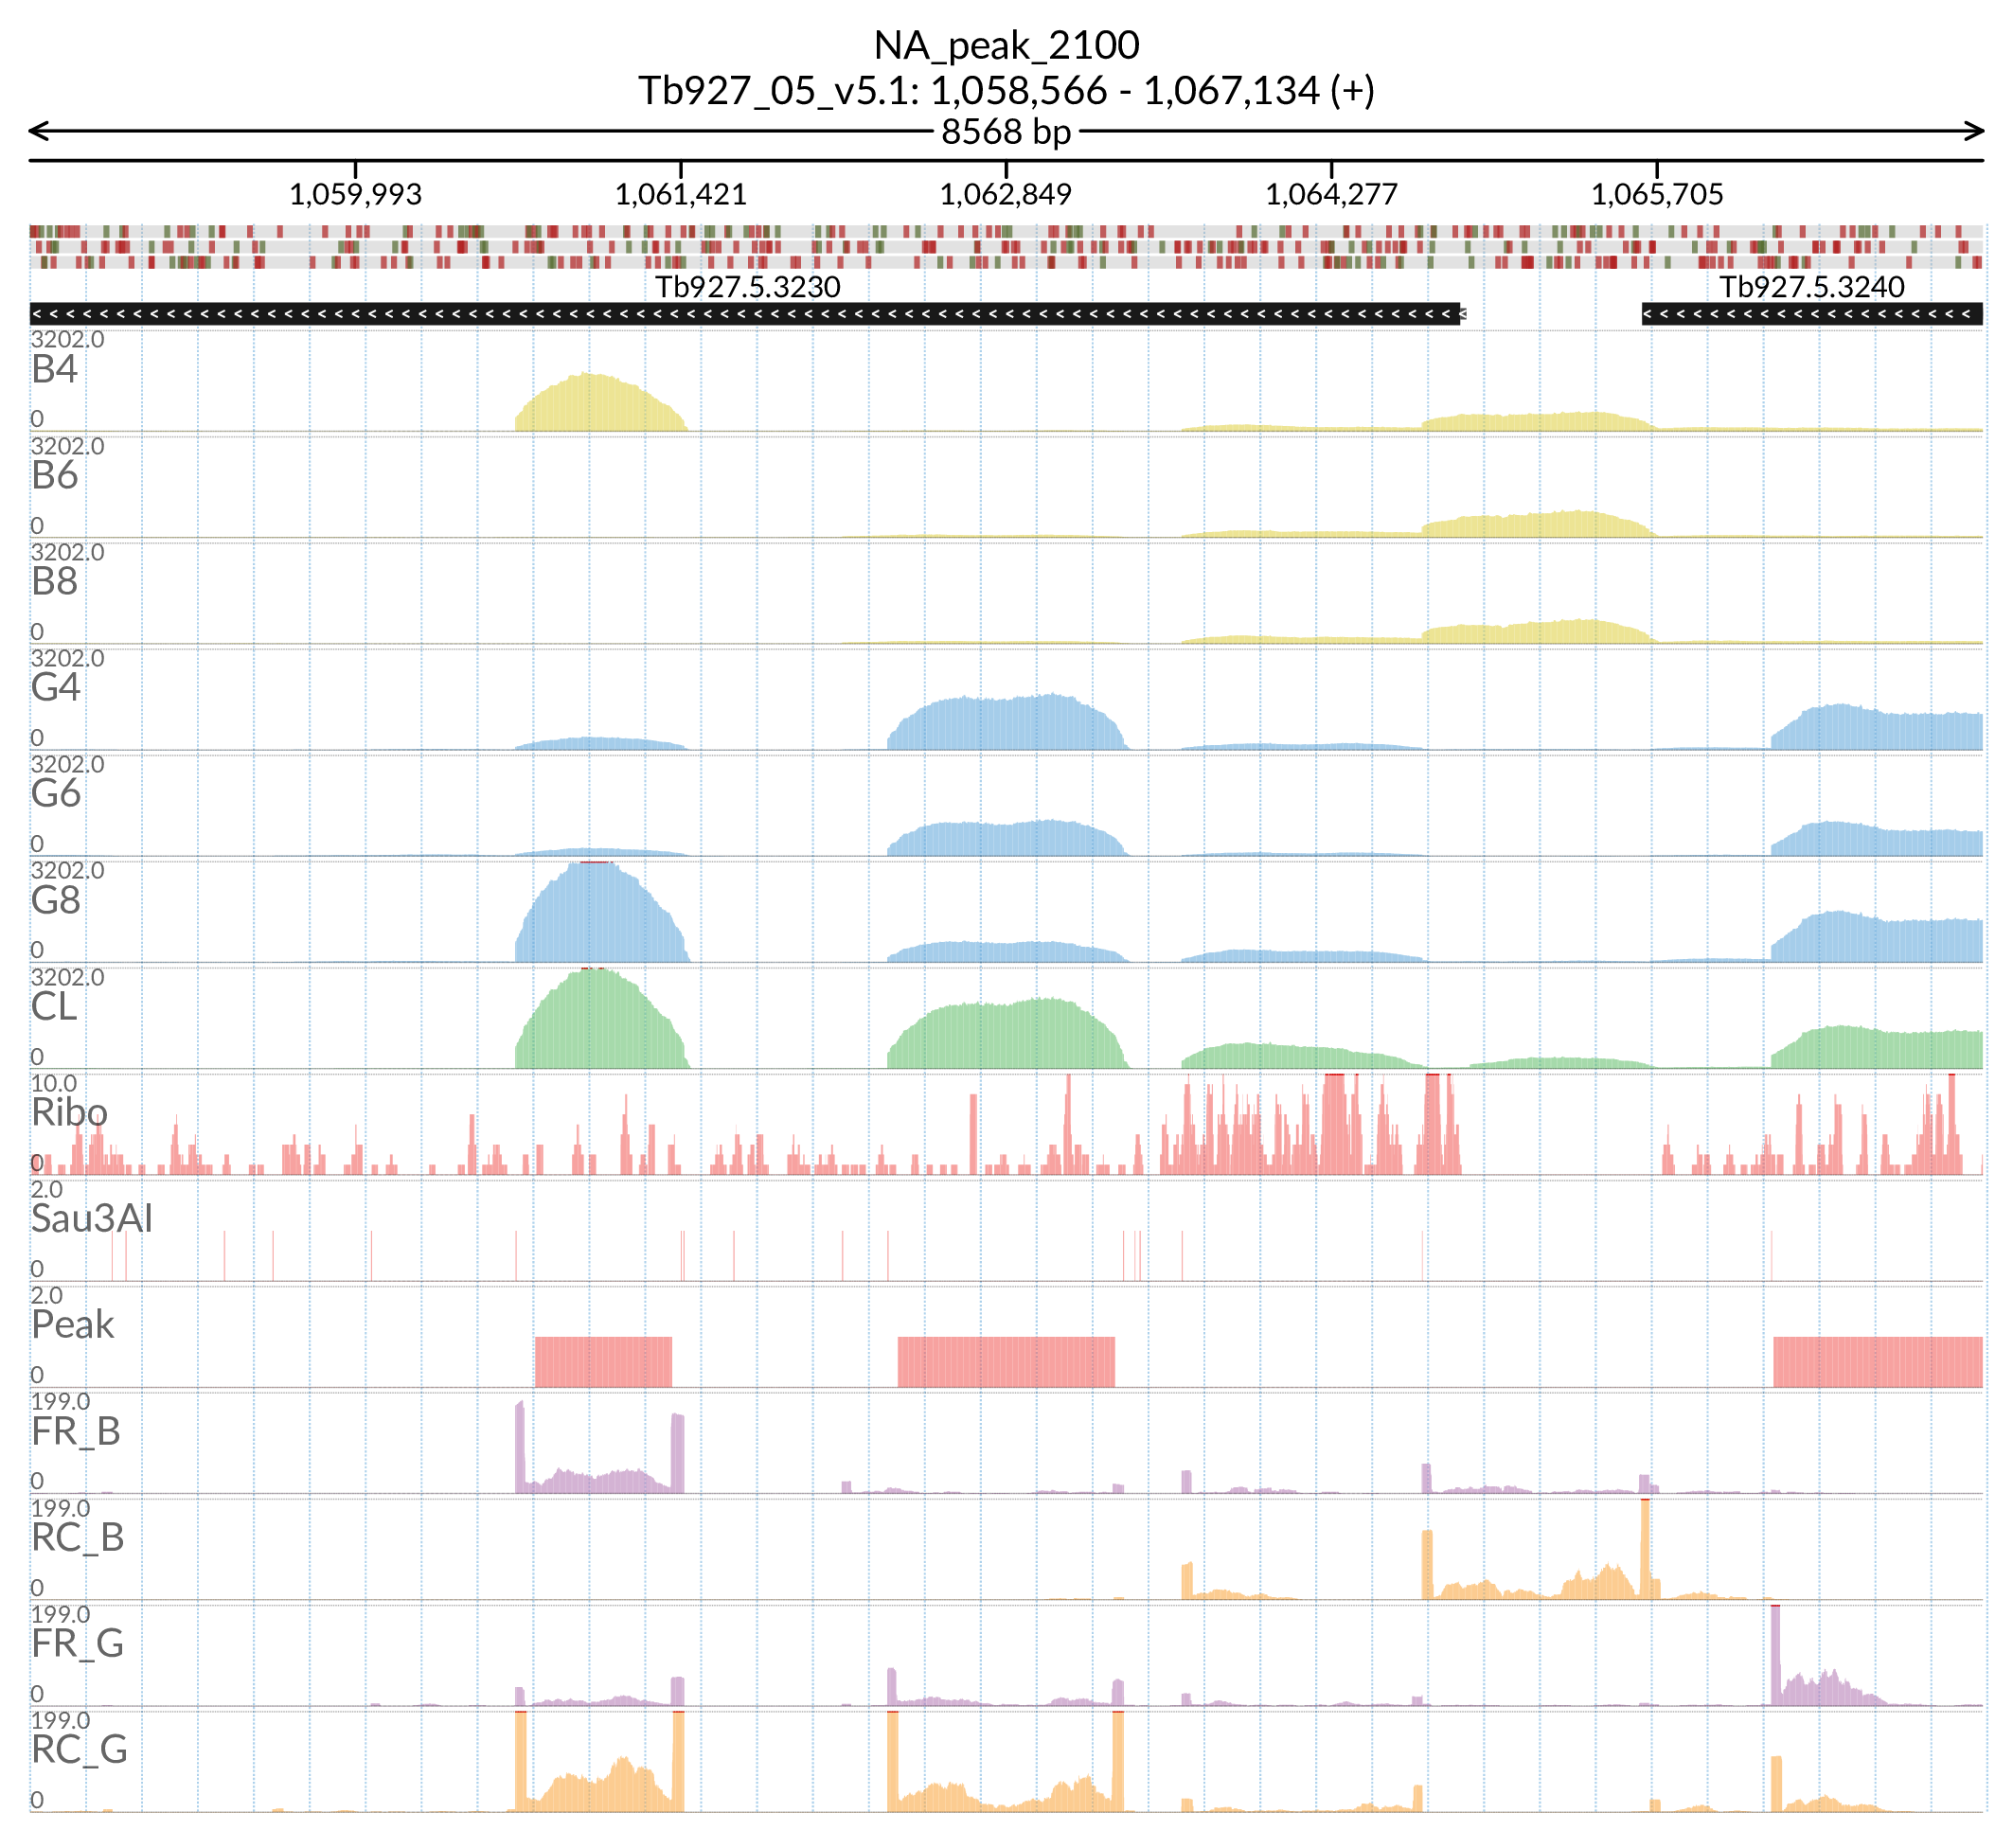 NA_peak_2100
Tb927_05_v5.1: 1,058,566 - 1,067,134 (+)
8568 bp
1,059,993 1,061,421 1,062,849 1,064,277 1,065,705
Tb927.5.3230 Tb927.5.3240
3202.0
B4
0
3202.0
B6
0
3202.0
B8
0
3202.0
G4
0
3202.0
G6
0
3202.0
G8
0
3202.0
CL
0
10.0
Ribo
0
2.0
Sau3AI
0
2.0
Peak
0
199.0
FR_B
0
199.0
RC_B
0
199.0
FR_G
0
199.0
RC_G
0